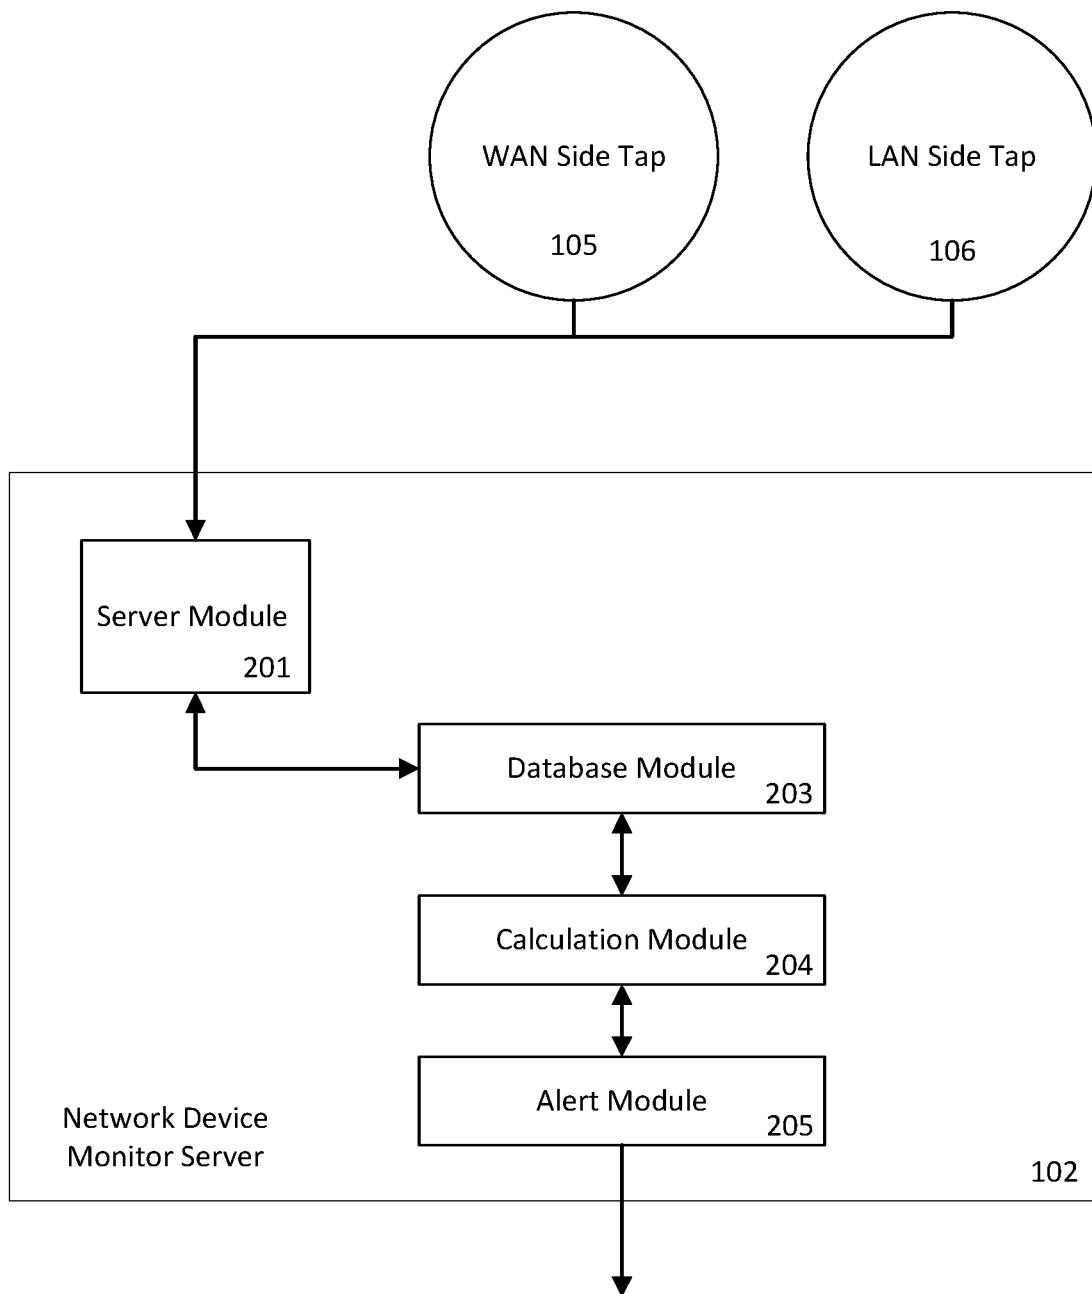 WAN Side Tap
105
LAN Side Tap
106
Server Module
201
Database Module
203
Calculation Module
204
Alert Module
205
Network Device
Monitor Server
102